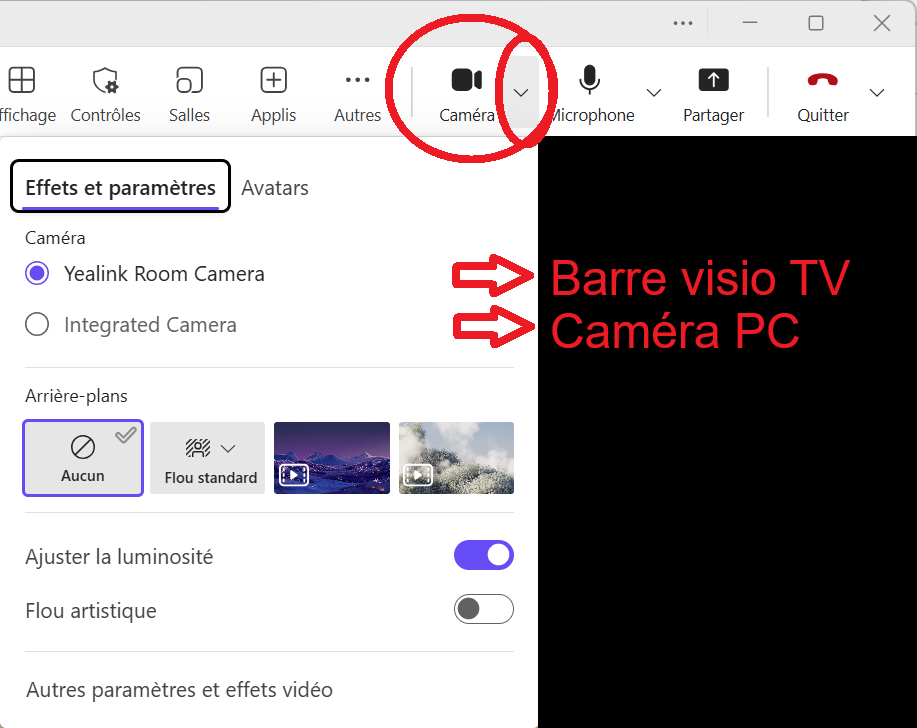 ffichage Contrôles Salles Applis Autres Caméra Microphone Partager Quitter
Effets et paramètres Avatars
Caméra
Yealink Room Camera
Barre visio TV
Integrated Camera
Caméra PC
Arrière-plans
Aucun
Flou standard
Ajuster la luminosité
Flou artistique
Autres paramètres et effets vidéo